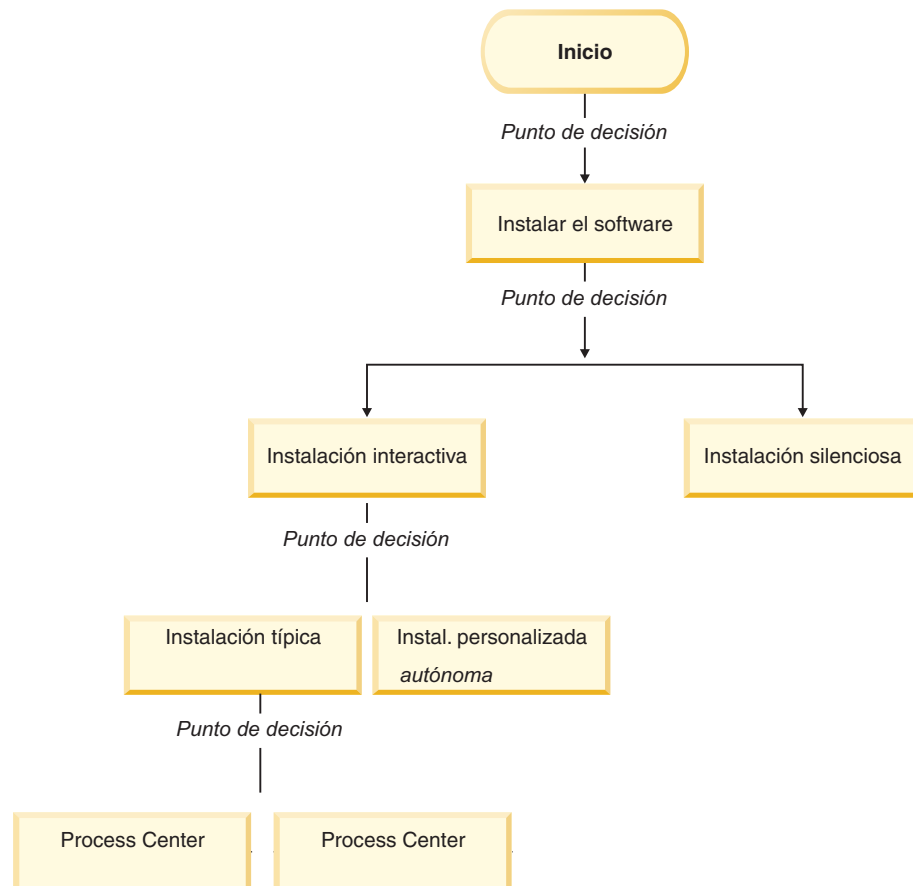 Inicio
Punto de decisión
Instalar el software
Punto de decisión
Instalación interactiva
Instalación silenciosa
Punto de decisión
Instalación típica
Instal. personalizada
autónoma
Punto de decisión
Process Center
Process Center